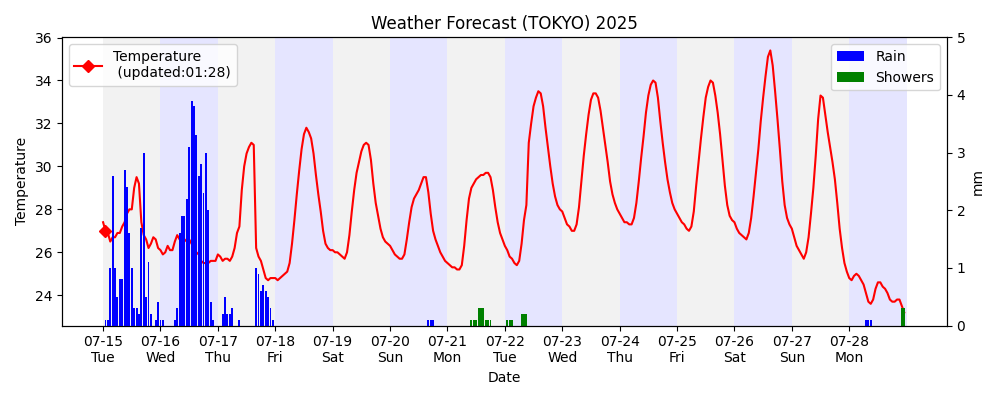 Weather Forecast (TOKYO) 2025
Temperature
(updated:01:28)
Rain
Showers
36
34
32
30
28
26
24
Temperature
5
4
3
2
1
0
mm
07-15 07-16 07-17 07-18 07-19 07-20 07-21 07-22 07-23 07-24 07-25 07-26 07-27 07-28
Tue Wed Thu Fri Sat Sun Mon Tue Wed Thu Fri Sat Sun Mon
Date